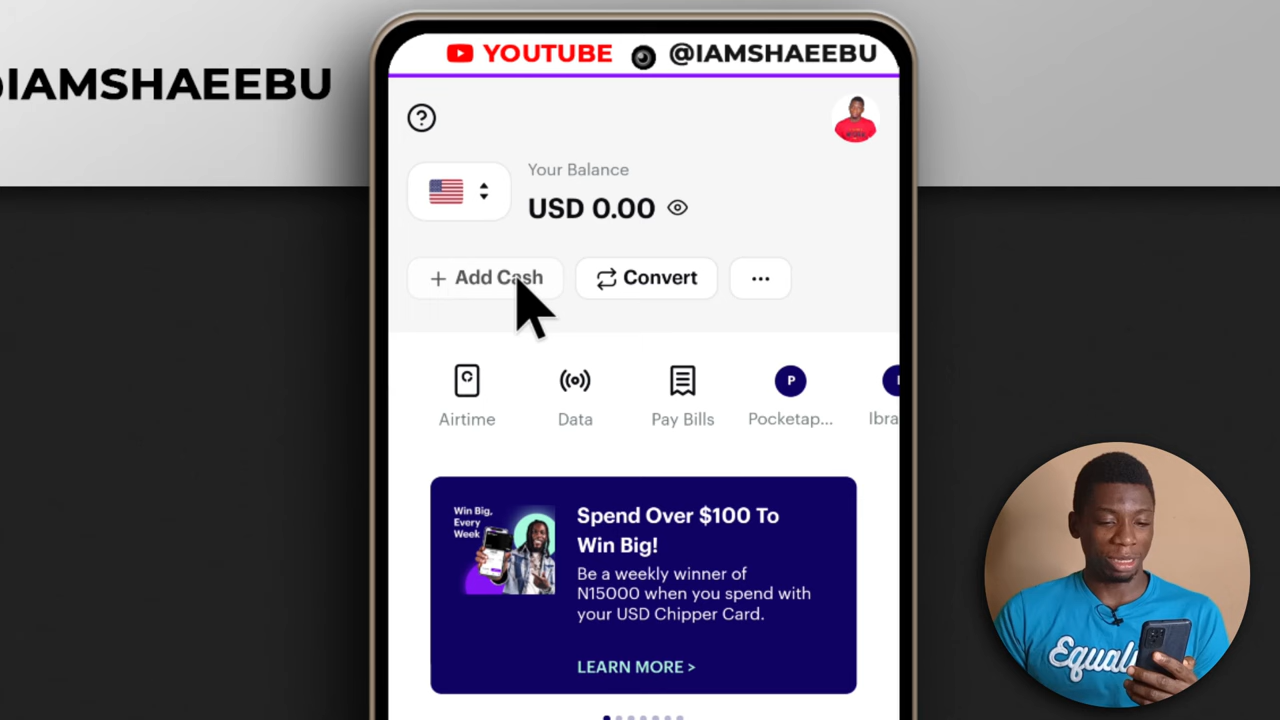 YOUTUBE @IAMSHAEEBU
@IAMSHAEEBU
Your Balance
USD 0.00
+ Add Cash
Convert
...
Airtime
Data
Pay Bills
P
Pocketap...
Ibra
Win Big,
Every
Week
Spend Over $100 To
Win Big!
Be a weekly winner of
N15000 when you spend with
your USD Chipper Card.
LEARN MORE >
Equal